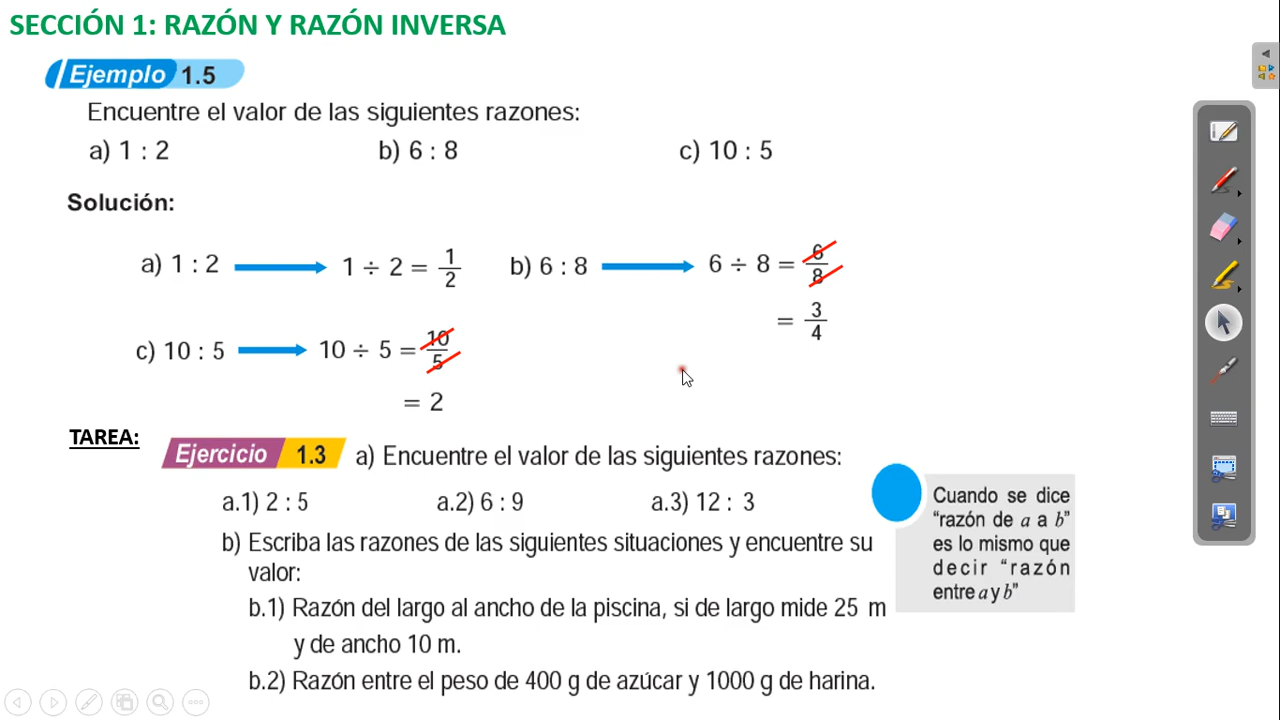 SECCIÓN 1: RAZÓN Y RAZÓN INVERSA
Ejemplo 1.5
Encuentre el valor de las siguientes razones:
a) 1 : 2 b) 6 : 8 c) 10 : 5
Solución:
a) 1 : 2 1 ÷ 2 = 1/2 b) 6 : 8 6 ÷ 8 = 6/8
= 3/4
c) 10 : 5 10 ÷ 5 = 10/5
= 2
TAREA:
Ejercicio 1.3 a) Encuentre el valor de las siguientes razones:
a.1) 2 : 5 a.2) 6 : 9 a.3) 12 : 3
b) Escriba las razones de las siguientes situaciones y encuentre su
valor:
b.1) Razón del largo al ancho de la piscina, si de largo mide 25 m
y de ancho 10 m.
b.2) Razón entre el peso de 400 g de azúcar y 1000 g de harina.
Cuando se dice
“razón de a a b”
es lo mismo que
decir “razón
entre a y b”